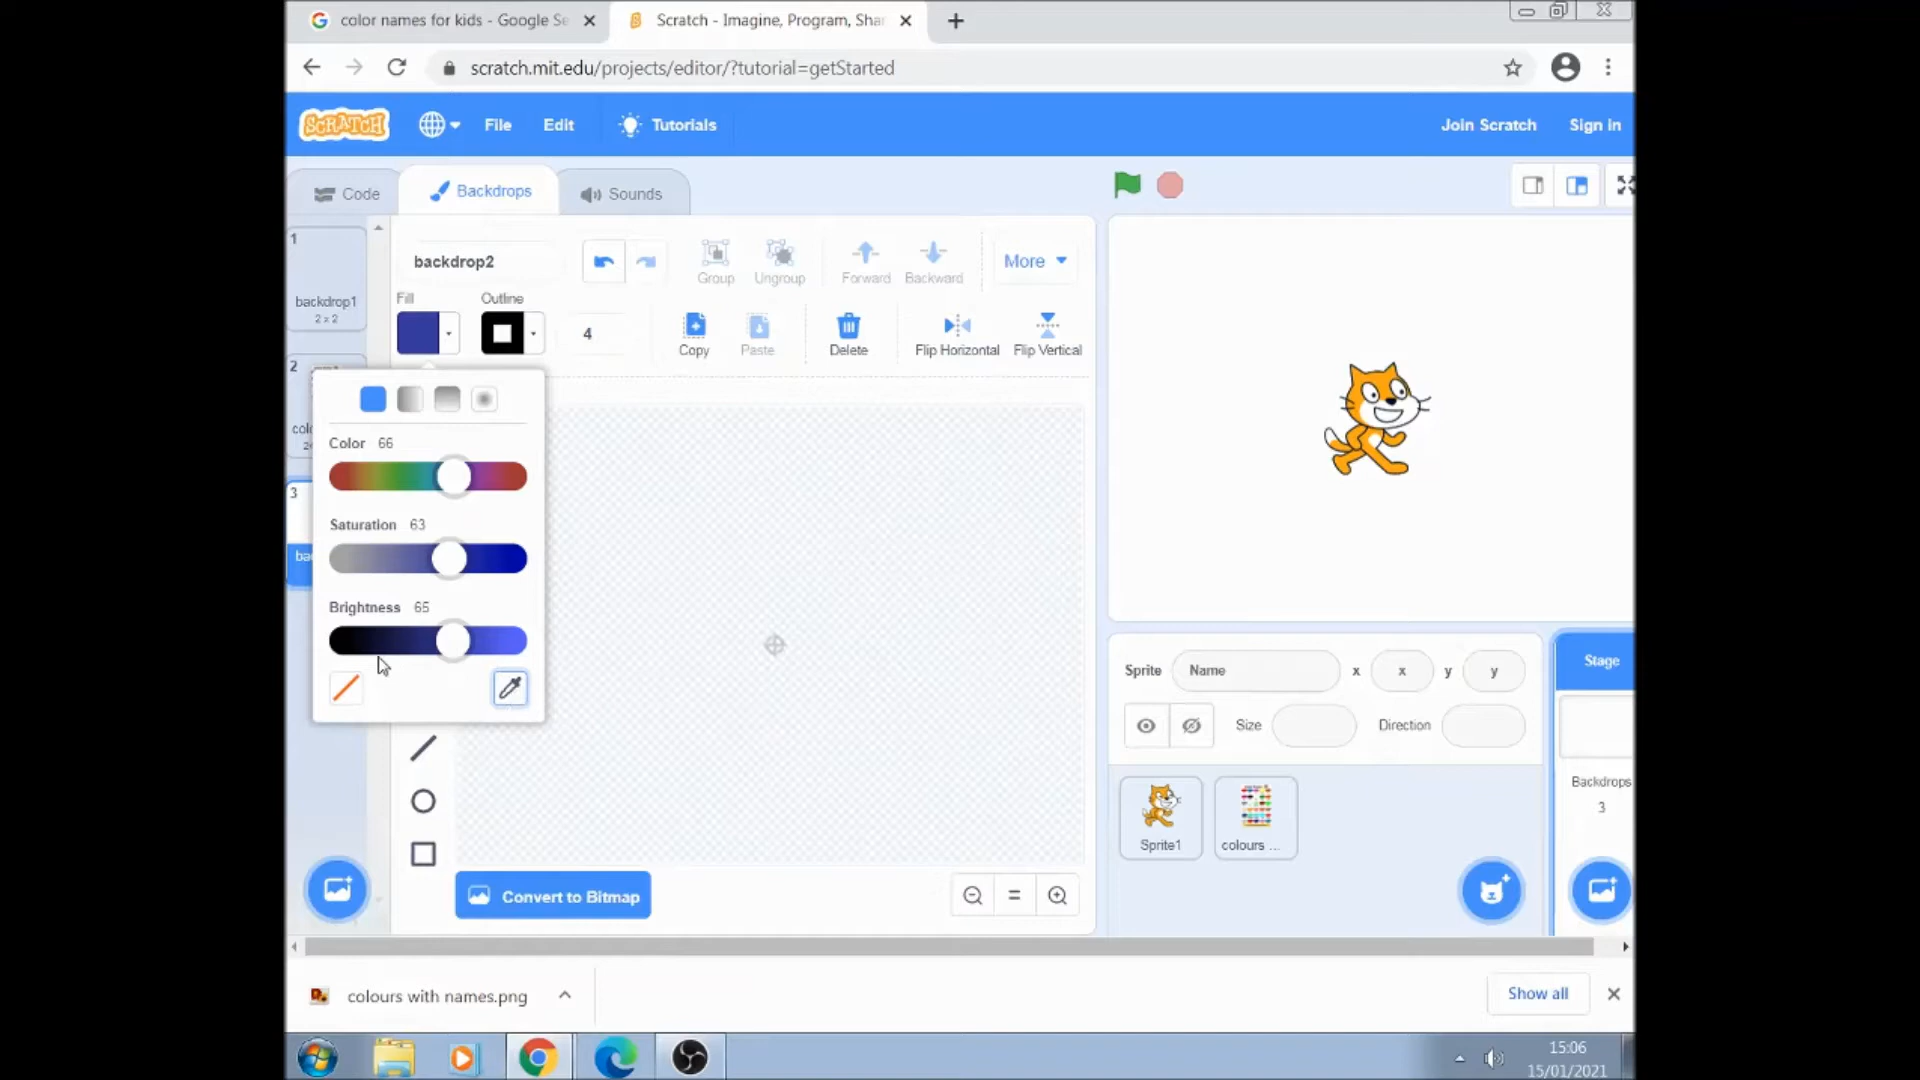 color names for kids - Google Se
Scratch - Imagine, Program, Shar
scratch.mit.edu/projects/editor/?tutorial=getStarted
SCRATCH
File
Edit
Tutorials
Join Scratch
Sign in
Code
Backdrops
Sounds
1
backdrop1
2 x 2
2
3
backdrop2
Group
Ungroup
Forward
Backward
More
Fill
Outline
4
Copy
Paste
Delete
Flip Horizontal
Flip Vertical
Color 66
Saturation 63
Brightness 65
Convert to Bitmap
Sprite
Name
x
x
y
y
Size
Direction
Sprite1
colours ...
Stage
Backdrops
3
colours with names.png
Show all
15:06
15/01/2021